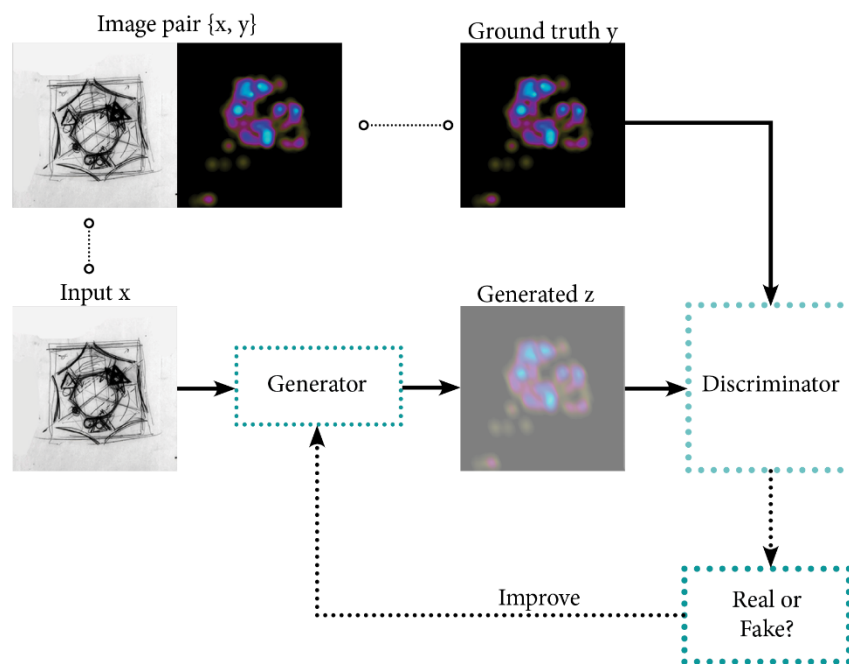 Image pair {x, y}
Ground truth y
Input x
Generated z
Generator
Discriminator
Improve
Real or
Fake?